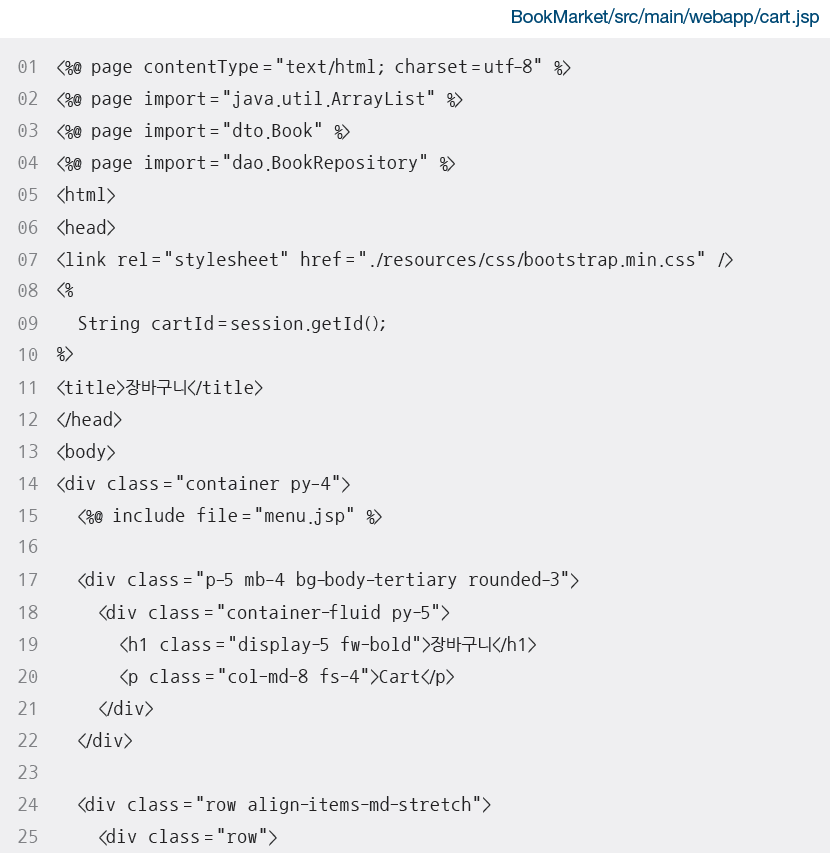 BookMarket/src/main/webapp/cart.jsp
01 <%@ page contentType="text/html; charset=utf-8" %>
02 <%@ page import="java.util.ArrayList" %>
03 <%@ page import="dto.Book" %>
04 <%@ page import="dao.BookRepository" %>
05 <html>
06 <head>
07 <link rel="stylesheet" href="./resources/css/bootstrap.min.css" />
08 <%
09   String cartId=session.getId();
10 %>
11 <title>장바구니</title>
12 </head>
13 <body>
14 <div class="container py-4">
15   <%@ include file="menu.jsp" %>
16
17   <div class="p-5 mb-4 bg-body-tertiary rounded-3">
18     <div class="container-fluid py-5">
19       <h1 class="display-5 fw-bold">장바구니</h1>
20       <p class="col-md-8 fs-4">Cart</p>
21     </div>
22   </div>
23
24   <div class="row align-items-md-stretch">
25     <div class="row">